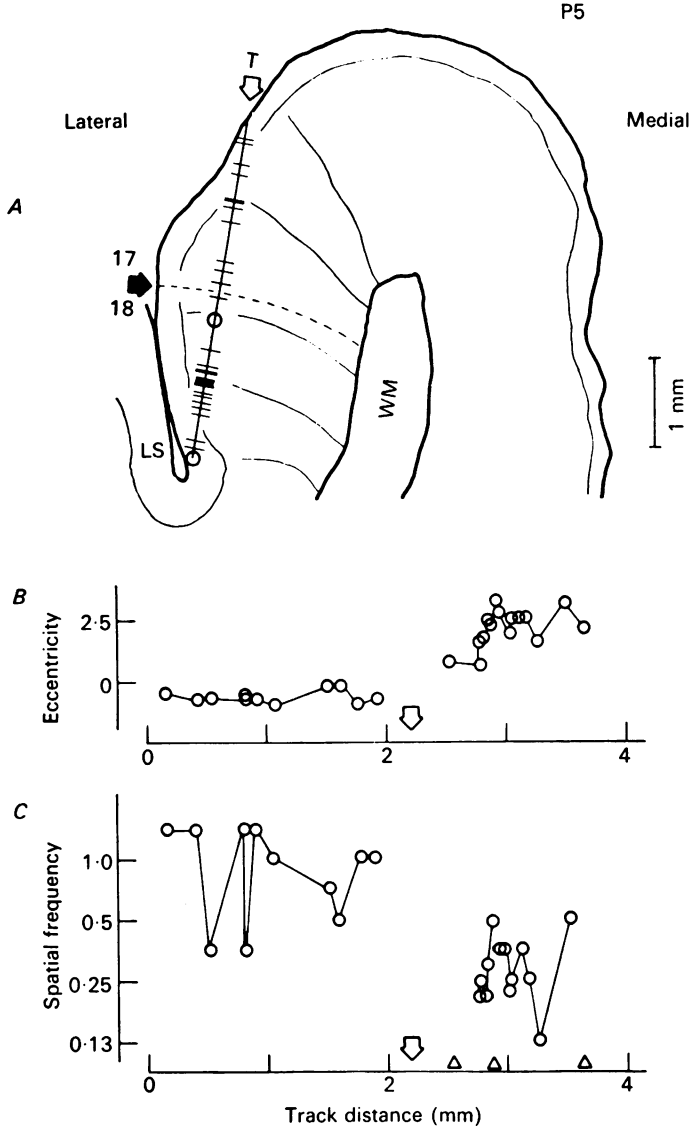 P5
T
Lateral
Medial
A
17
18
WM
1 mm
LS
B
Eccentricity
2·5
0
0
2
4
C
Spatial frequency
1·0
0·5
0·25
0·13
0
2
4
Track distance (mm)